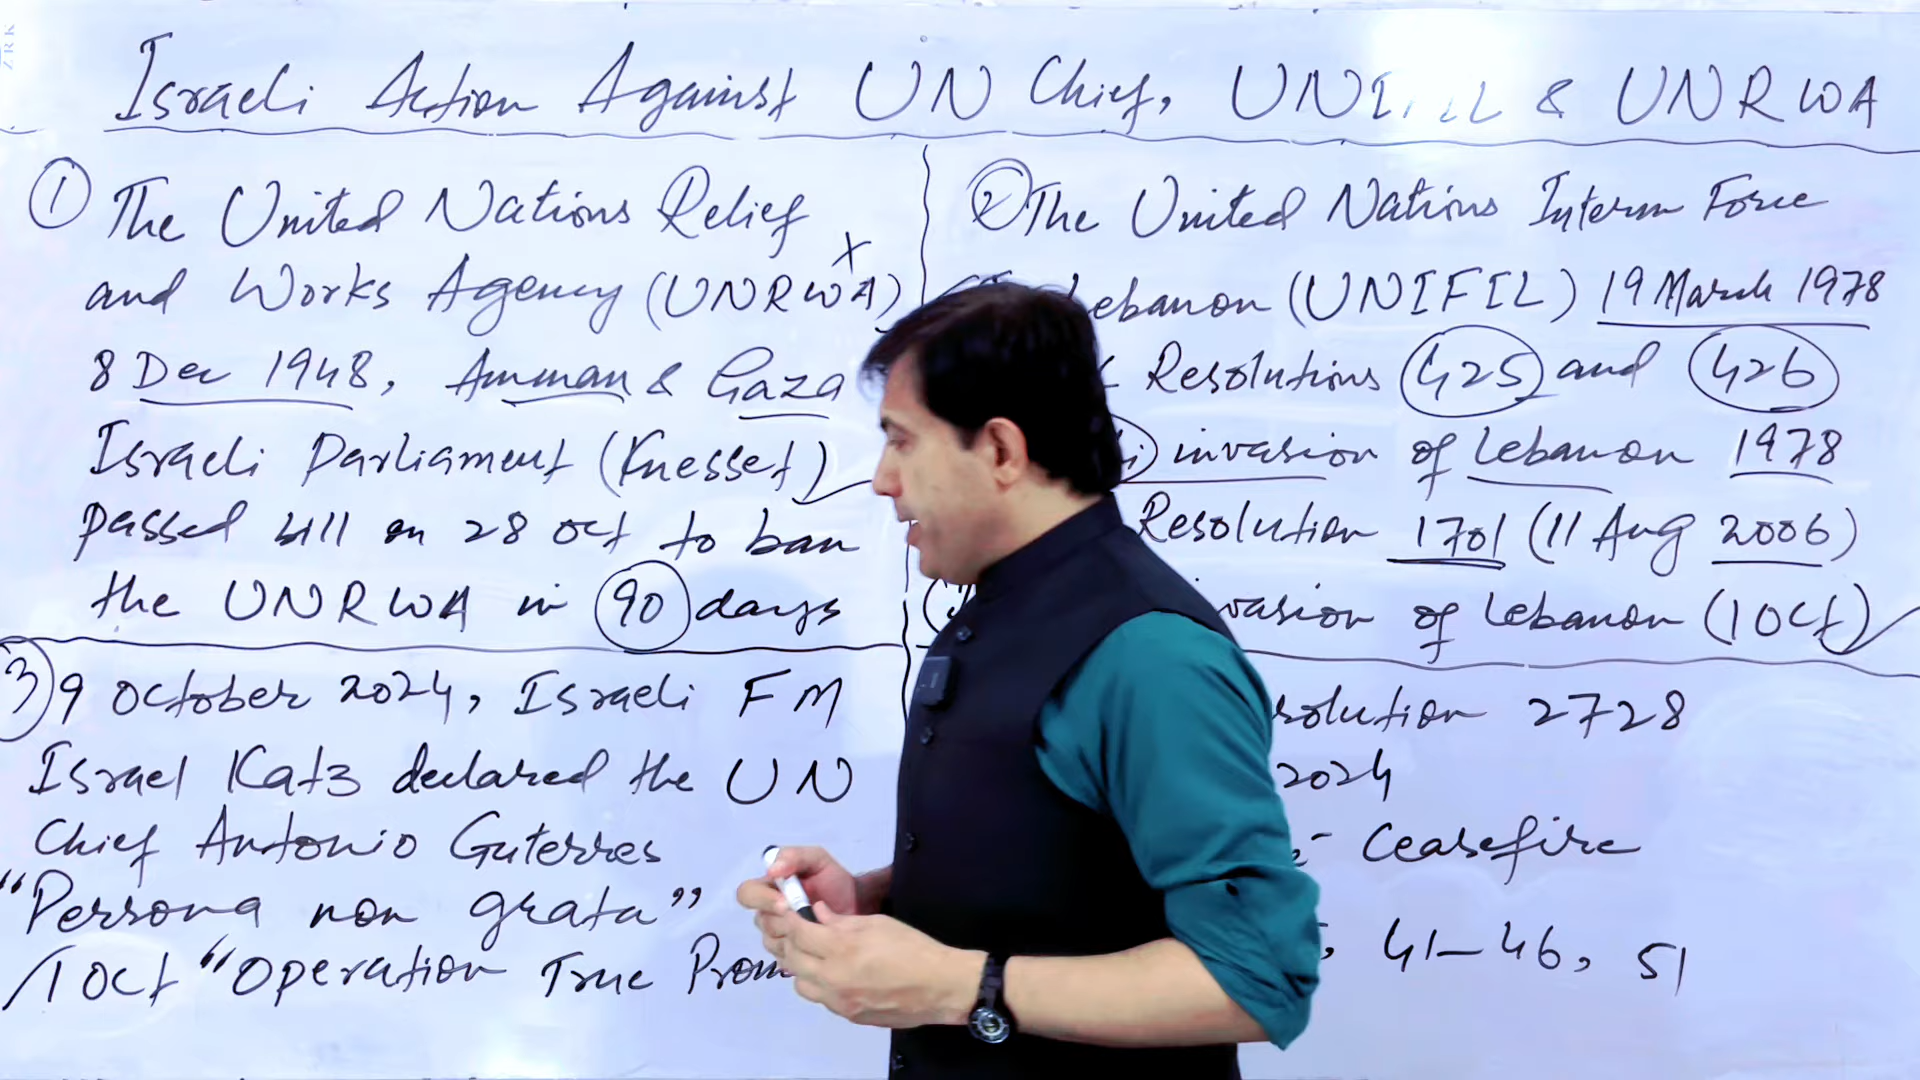 ZRK
Israeli Action Against UN Chief, UNIFIL & UNRWA
① The United Nations Relief
and Works Agency (UNRWA) x
8 Dec 1948, Amman & Gaza
Israeli Parliament (Knesset)
passed bill on 28 Oct to ban
the UNRWA in 90 days
② The United Nations Interm Force
Lebanon (UNIFIL) 19 March 1978
Resolutions 425 and 426
invasion of Lebanon 1978
Resolution 1701 (11 Aug 2006)
vasion of Lebanon (1 Oct)
③ 9 October 2024, Israeli FM
Israel Katz declared the UN
Chief Antonio Guterres
"Persona non grata"
1 Oct "Operation True Prom
solution 2728
2024
:- Ceasefire
, 41-46, 51